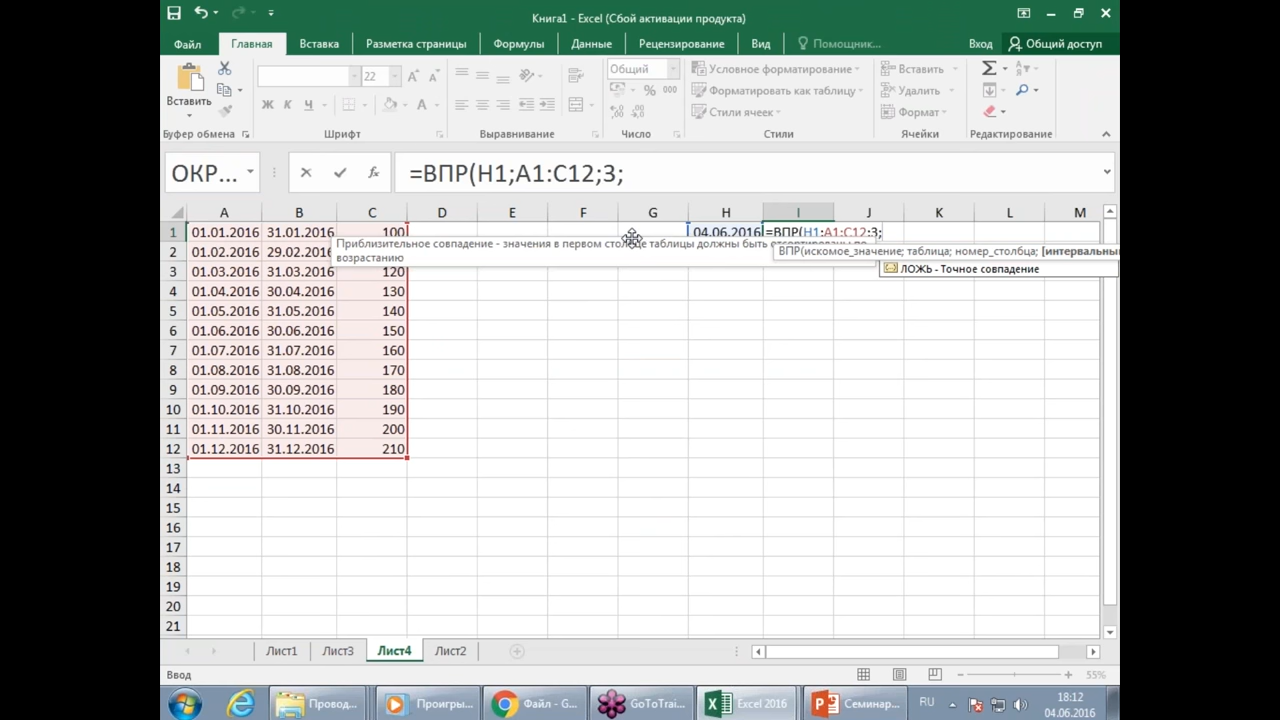 Книга1 - Excel (Сбой активации продукта)
Файл Главная Вставка Разметка страницы Формулы Данные Рецензирование Вид Помощник... Вход Общий доступ
Вставить 22 Общий Условное форматирование Вставить
% 000 Форматировать как таблицу Удалить
Ж К Ч А Стили ячеек Формат
Буфер обмена Шрифт Выравнивание Число Стили Ячейки Редактирование
ОКР... fx =ВПР(H1;A1:C12;3;
A B C D E F G H I J K L M
1 01.01.2016 31.01.2016 100 04.06.2016 =ВПР(H1;A1:C12;3;
Приблизительное совпадение - значения в первом столбце таблицы должны быть отсортированы по
возрастанию
ВПР(искомое_значение; таблица; номер_столбца; [интервальны
ЛОЖЬ - Точное совпадение
2 01.02.2016 29.02.2016
3 01.03.2016 31.03.2016 120
4 01.04.2016 30.04.2016 130
5 01.05.2016 31.05.2016 140
6 01.06.2016 30.06.2016 150
7 01.07.2016 31.07.2016 160
8 01.08.2016 31.08.2016 170
9 01.09.2016 30.09.2016 180
10 01.10.2016 31.10.2016 190
11 01.11.2016 30.11.2016 200
12 01.12.2016 31.12.2016 210
13
14
15
16
17
18
19
20
21
Лист1 Лист3 Лист4 Лист2
Ввод 55%
Провод... Проигры... Файл - G... GoToTrai... Excel 2016 Семинар... RU 18:12
04.06.2016